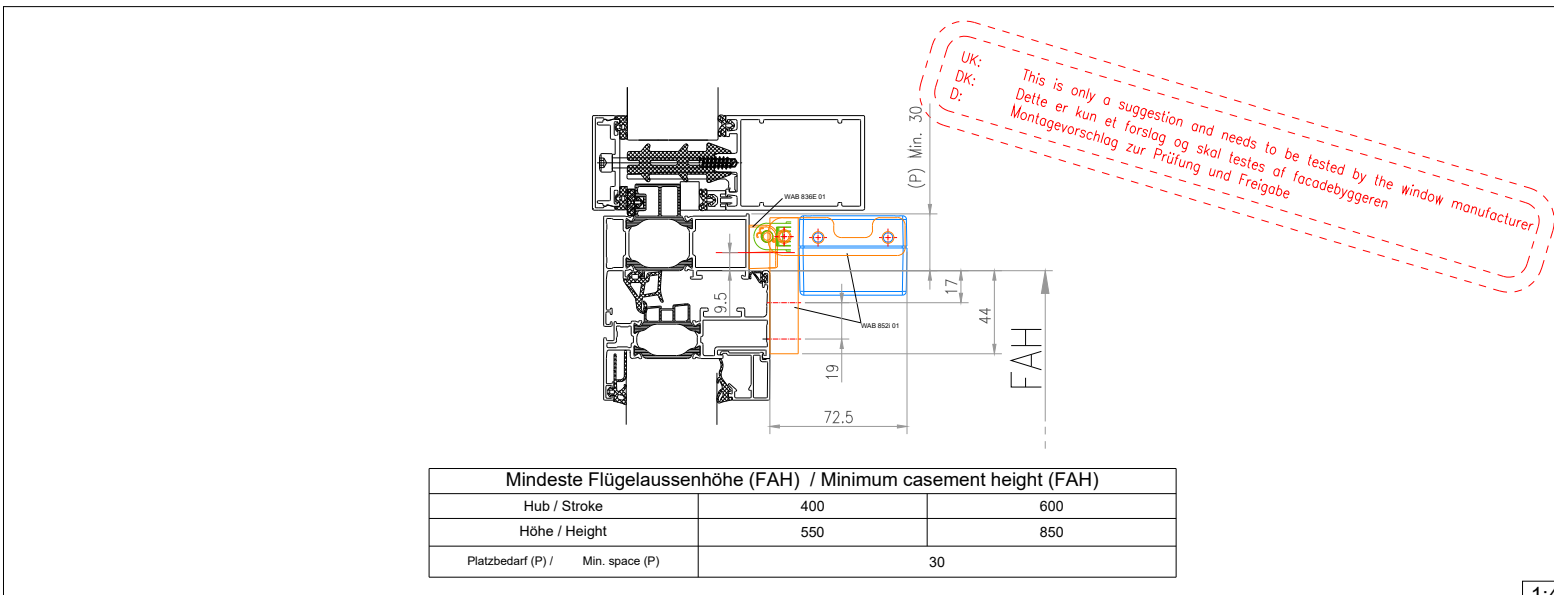 UK: This is only a suggestion and needs to be tested by the window manufacturer
DK: Dette er kun et forslag og skal testes af facadebyggeren
D: Montagevorschlag zur Prüfung und Freigabe
(P) Min. 30
WAB 836E 01
9.5
17
44
WAB 852i 01
19
FAH
72.5
Mindeste Flügelaussenhöhe (FAH) / Minimum casement height (FAH)
Hub / Stroke 400 600
Höhe / Height 550 850
Platzbedarf (P) / Min. space (P) 30